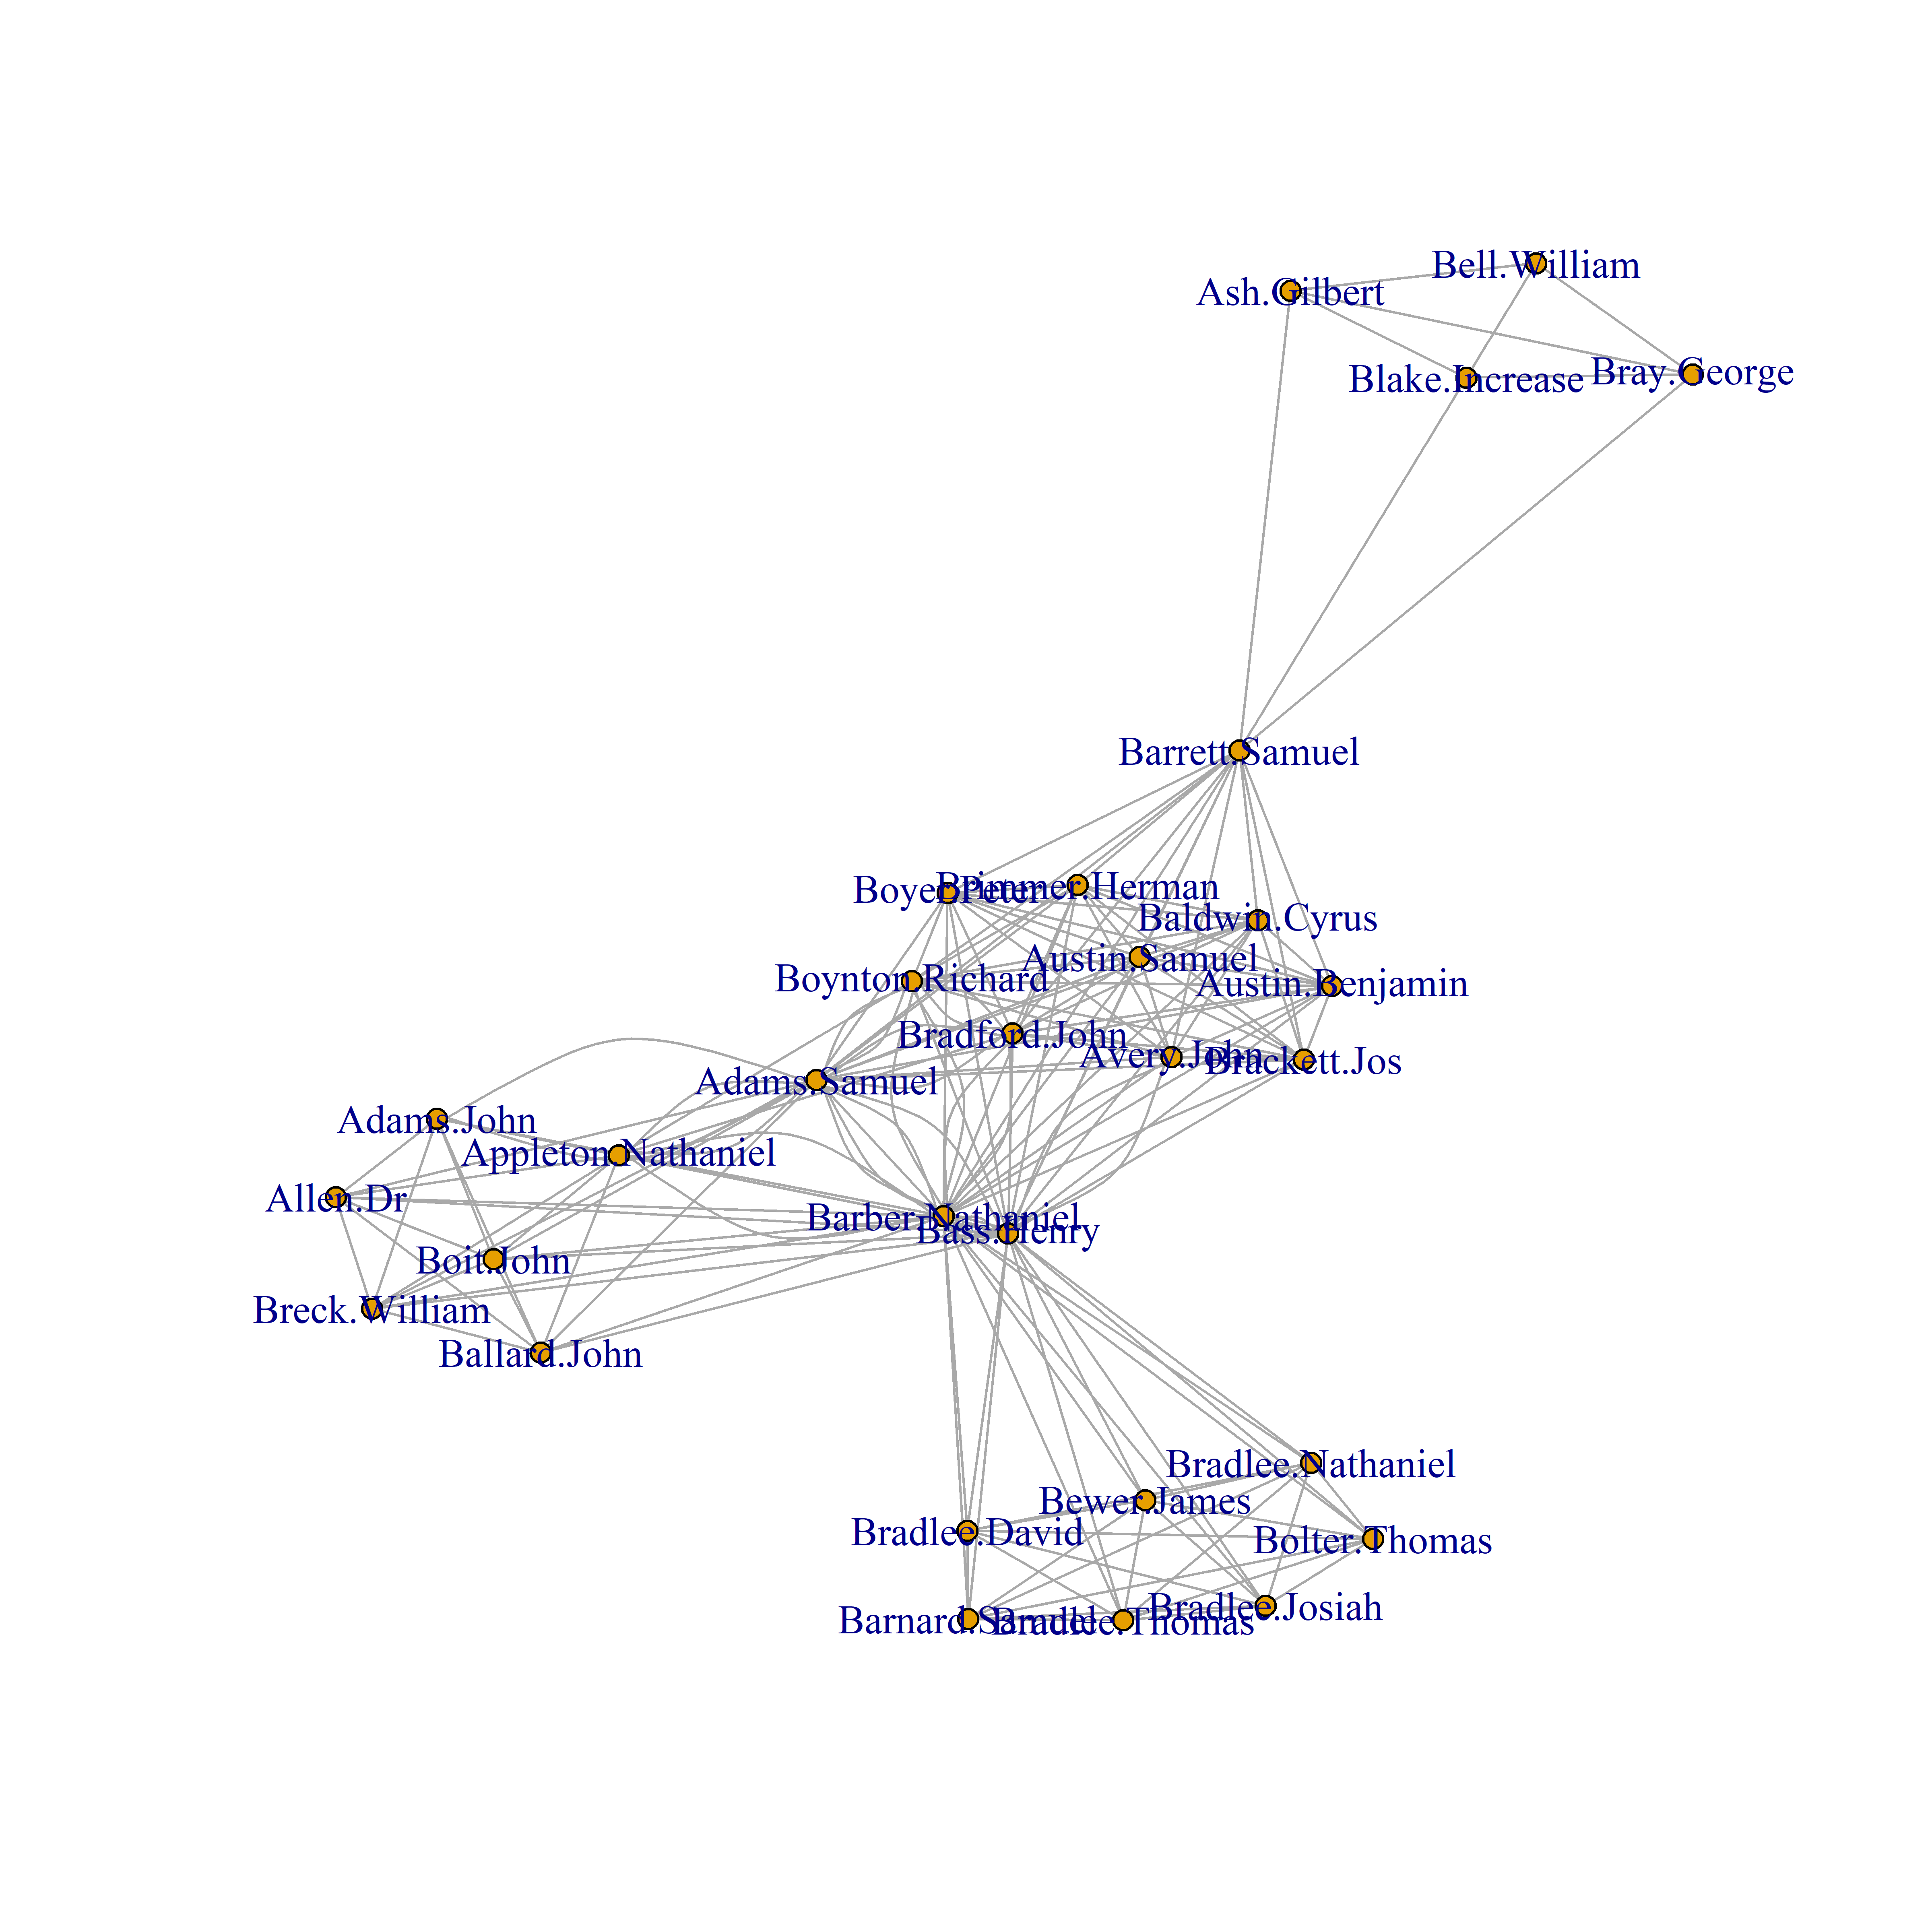 Bell.William
Ash.Gilbert
Bray.George
Blake.Increase
Barrett.Samuel
Brimmer.Herman
Boyer.Peter
Baldwin.Cyrus
Austin.Samuel
Boynton.Richard
Austin.Benjamin
Bradford.John
Avery.John
Brackett.Jos
Adams.Samuel
Adams.John
Appleton.Nathaniel
Allen.Dr
Barber.Nathaniel
Bass.Henry
Boit.John
Breck.William
Ballard.John
Bradlee.Nathaniel
Bewer.James
Bradlee.David
Bolter.Thomas
Bradlee.Josiah
Barnard.Samuel
Bradlee.Thomas